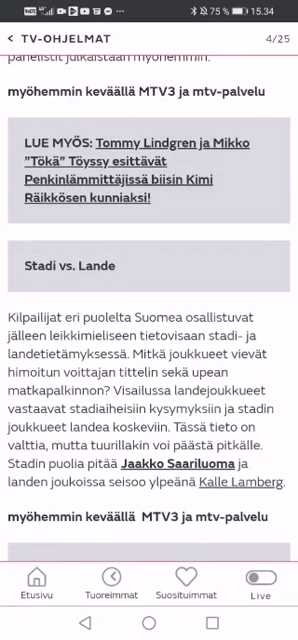 75 % 15.34
TV-OHJELMAT 4/25
panelistit julkaistaan myöhemmin.
myöhemmin keväällä MTV3 ja mtv-palvelu
LUE MYÖS: Tommy Lindgren ja Mikko
”Tökä” Töyssy esittävät
Penkinlämmittäjissä biisin Kimi
Räikkösen kunniaksi!
Stadi vs. Lande
Kilpailijat eri puolelta Suomea osallistuvat
jälleen leikkimieliseen tietovisaan stadi- ja
landetietämyksessä. Mitkä joukkueet vievät
himoitun voittajan tittelin sekä upean
matkapalkinnon? Visailussa landejoukkueet
vastaavat stadiaiheisiin kysymyksiin ja stadin
joukkueet landea koskeviin. Tässä tieto on
valttia, mutta tuurillakin voi päästä pitkälle.
Stadin puolia pitää Jaakko Saariluoma ja
landen joukoissa seisoo ylpeänä Kalle Lamberg.
myöhemmin keväällä MTV3 ja mtv-palvelu
Etusivu Tuoreimmat Suosituimmat Live